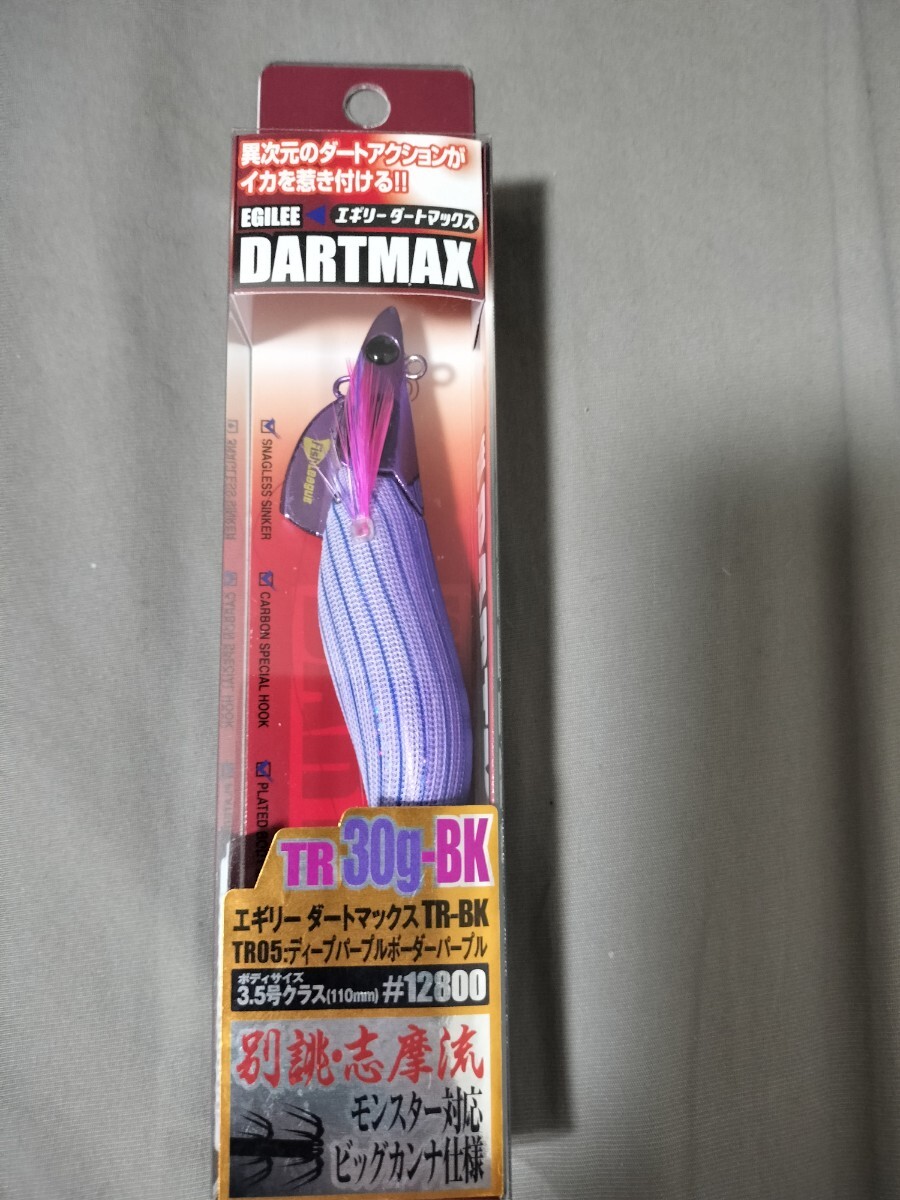 異次元のダートアクションが
イカを惹き付ける!!
EGILEE エギリー ダートマックス
DARTMAX
Fish League
SNAGLESS SINKER
CARBON SPECIAL HOOK
PLATED
TR 30g-BK
エギリー ダートマックス TR-BK
TR05:ディープパープルボーダーパープル
ボディサイズ
3.5号クラス(110mm) #12800
別誂・志摩流
モンスター対応
ビッグカンナ仕様